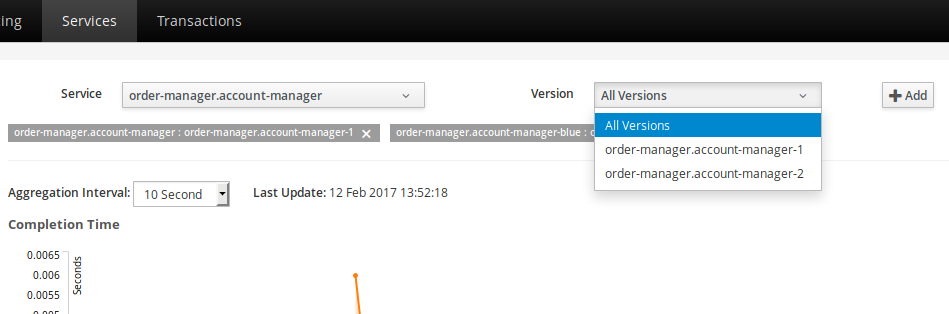 ing Services Transactions
Service order-manager.account-manager Version All Versions Add
order-manager.account-manager : order-manager.account-manager-1 order-manager.account-manager-blue :
All Versions
order-manager.account-manager-1
order-manager.account-manager-2
Aggregation Interval: 10 Second Last Update: 12 Feb 2017 13:52:18
Completion Time
0.0065
0.006
0.0055
0.005
Seconds